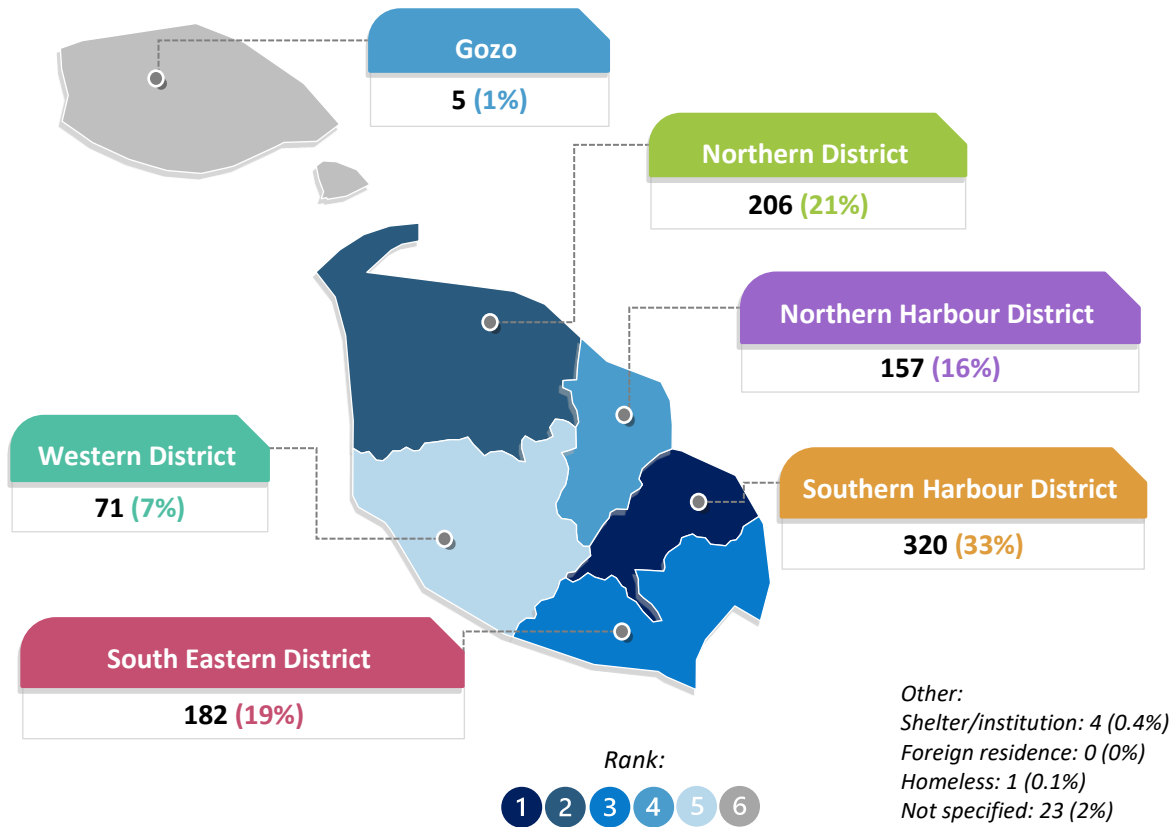 Gozo
5 (1%)
Northern District
206 (21%)
Northern Harbour District
157 (16%)
Western District
71 (7%)
Southern Harbour District
320 (33%)
South Eastern District
182 (19%)
Other:
Shelter/institution: 4 (0.4%)
Foreign residence: 0 (0%)
Homeless: 1 (0.1%)
Not specified: 23 (2%)
Rank:
1 2 3 4 5 6